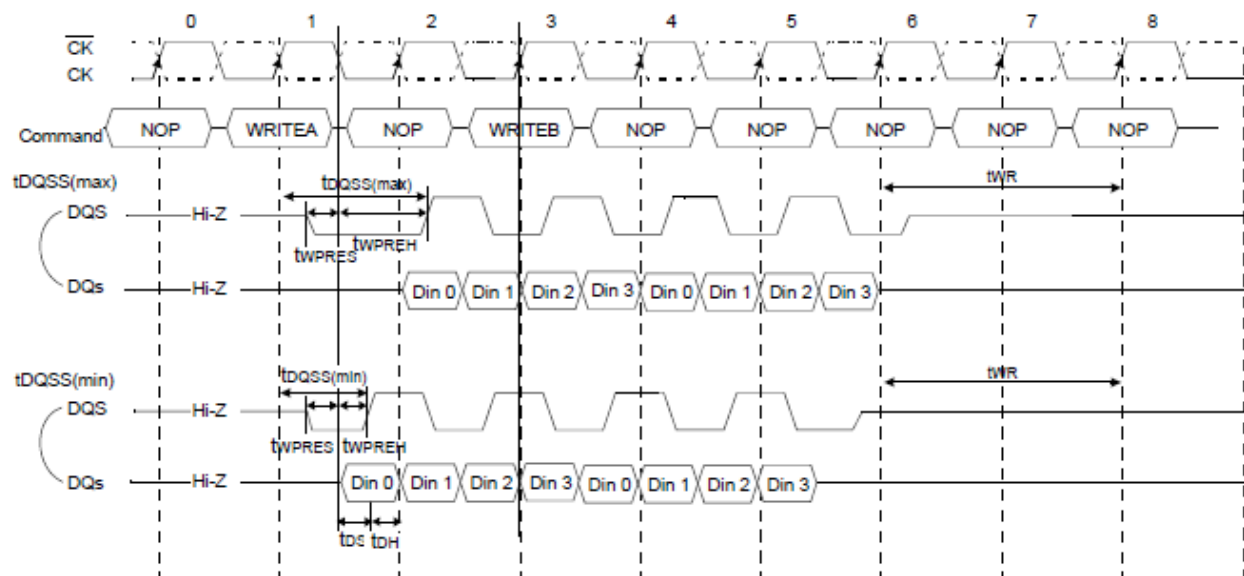 0 1 2 3 4 5 6 7 8
CK
CK
Command NOP WRITEA NOP WRITEB NOP NOP NOP NOP NOP
tDQSS(max)
tDQSS(max) tWR
DQS Hi-Z
tWPRES tWPREH
DQs Hi-Z Din 0 Din 1 Din 2 Din 3 Din 0 Din 1 Din 2 Din 3
tDQSS(min)
tDQSS(min) tWR
DQS Hi-Z
tWPRES tWPREH
DQs Hi-Z Din 0 Din 1 Din 2 Din 3 Din 0 Din 1 Din 2 Din 3
tDS tDH